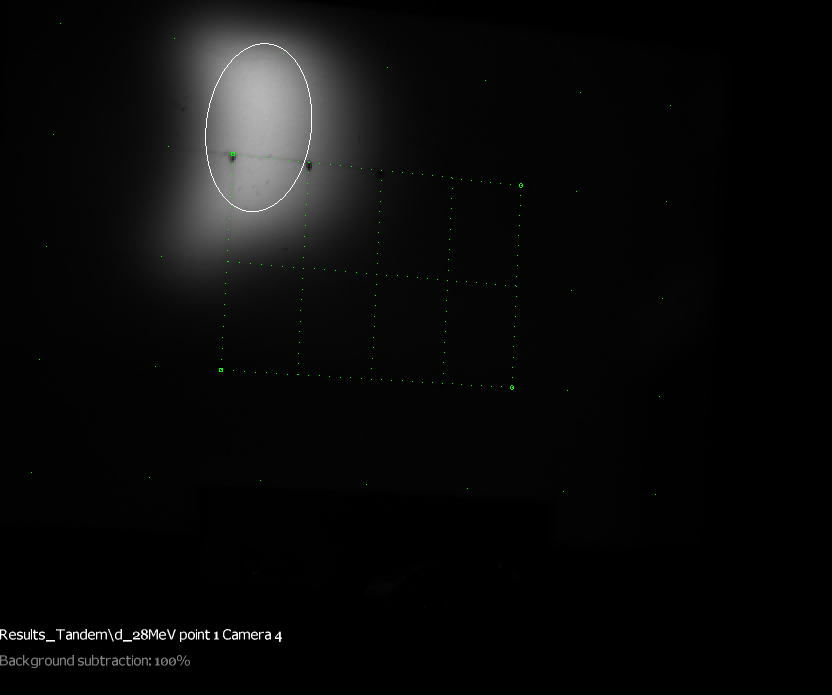 Results_Tandem\d_28MeV point 1 Camera 4
Background subtraction: 100%